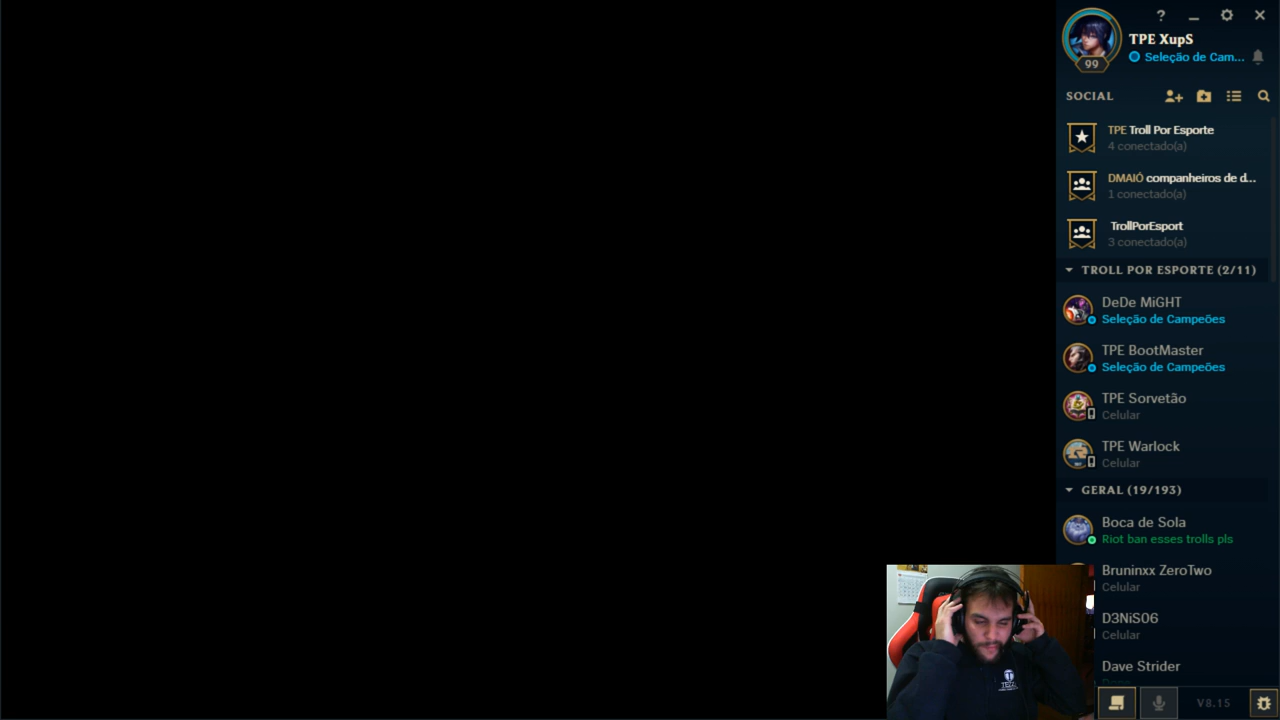 ?
TPE XupS
Seleção de Cam...
99
SOCIAL
TPE Troll Por Esporte
4 conectado(a)
DMAIÓ companheiros de d...
1 conectado(a)
TrollPorEsport
3 conectado(a)
TROLL POR ESPORTE (2/11)
DeDe MiGHT
Seleção de Campeões
TPE BootMaster
Seleção de Campeões
TPE Sorvetão
Celular
TPE Warlock
Celular
GERAL (19/193)
Boca de Sola
Riot ban esses trolls pls
Bruninxx ZeroTwo
Celular
D3NiS06
Celular
Dave Strider
V8.15